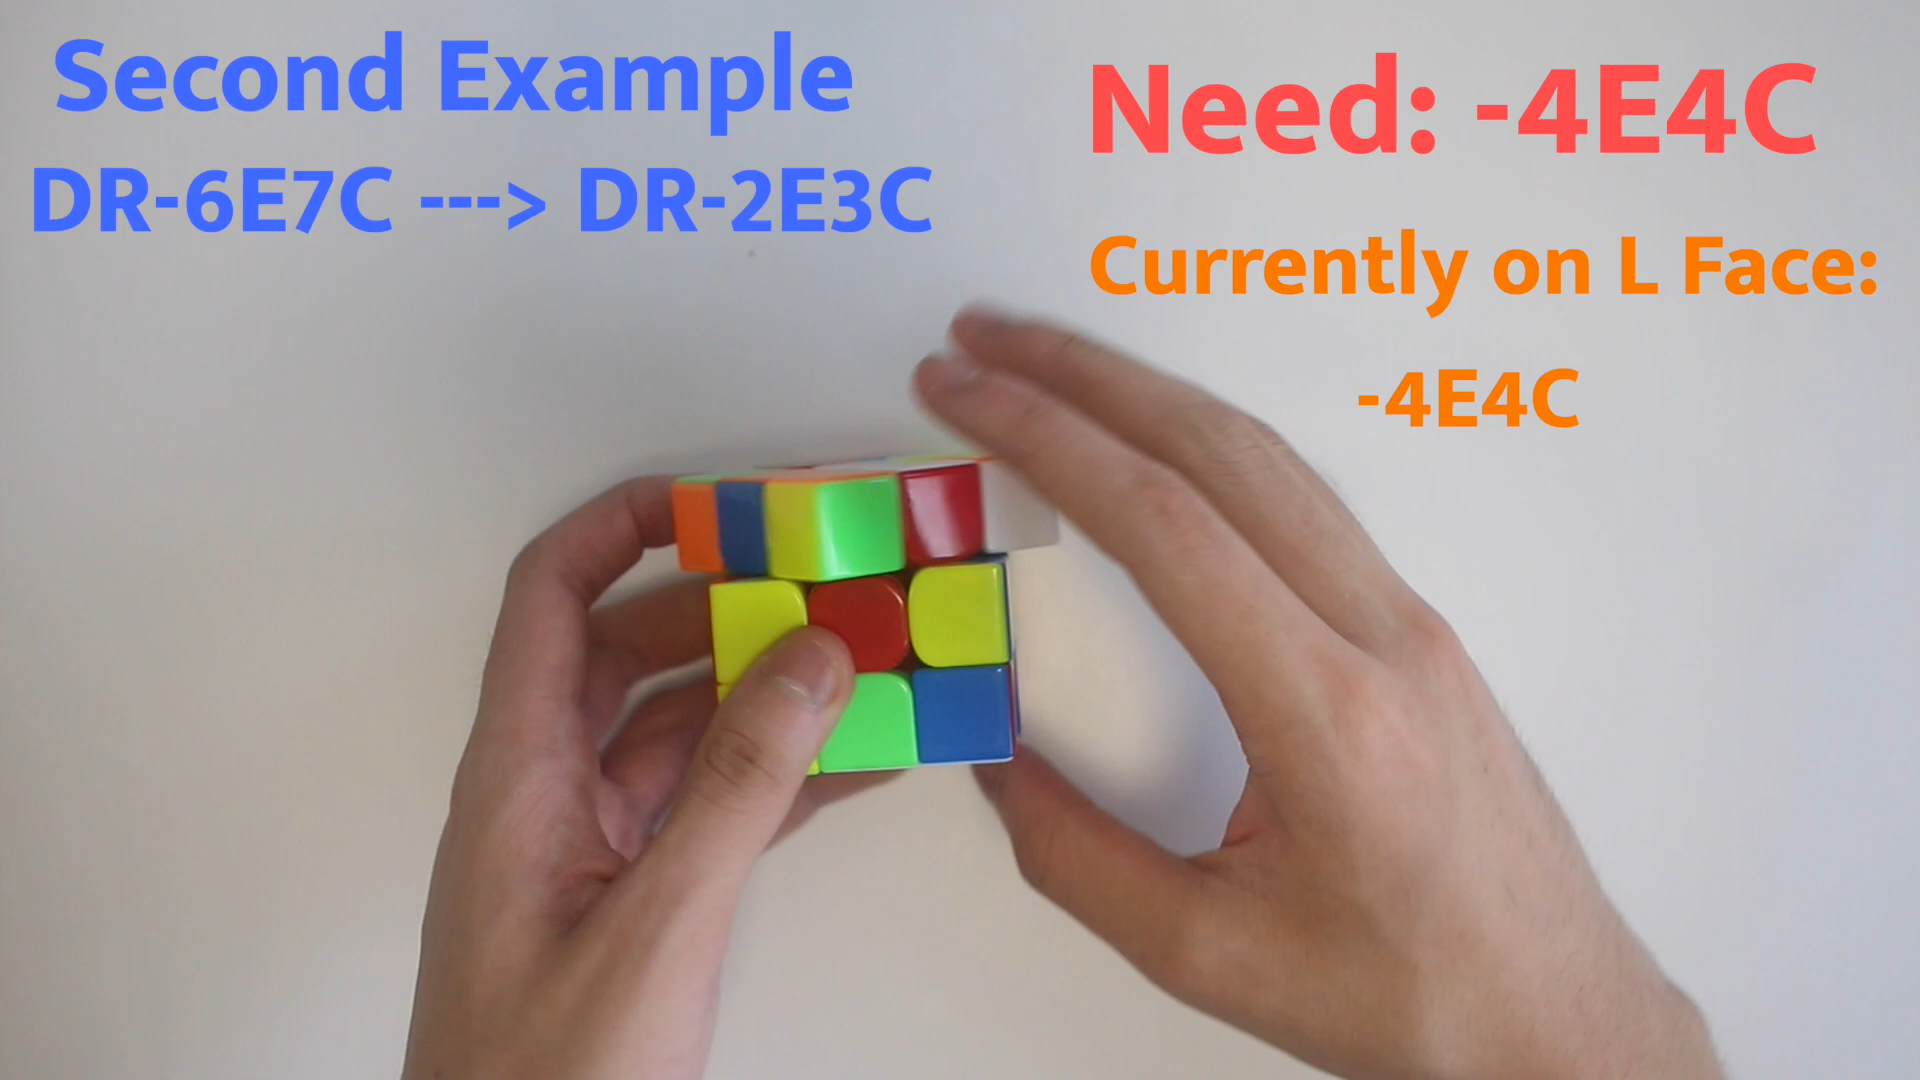 Second Example
DR-6E7C ---> DR-2E3C
Need: -4E4C
Currently on L Face:
-4E4C